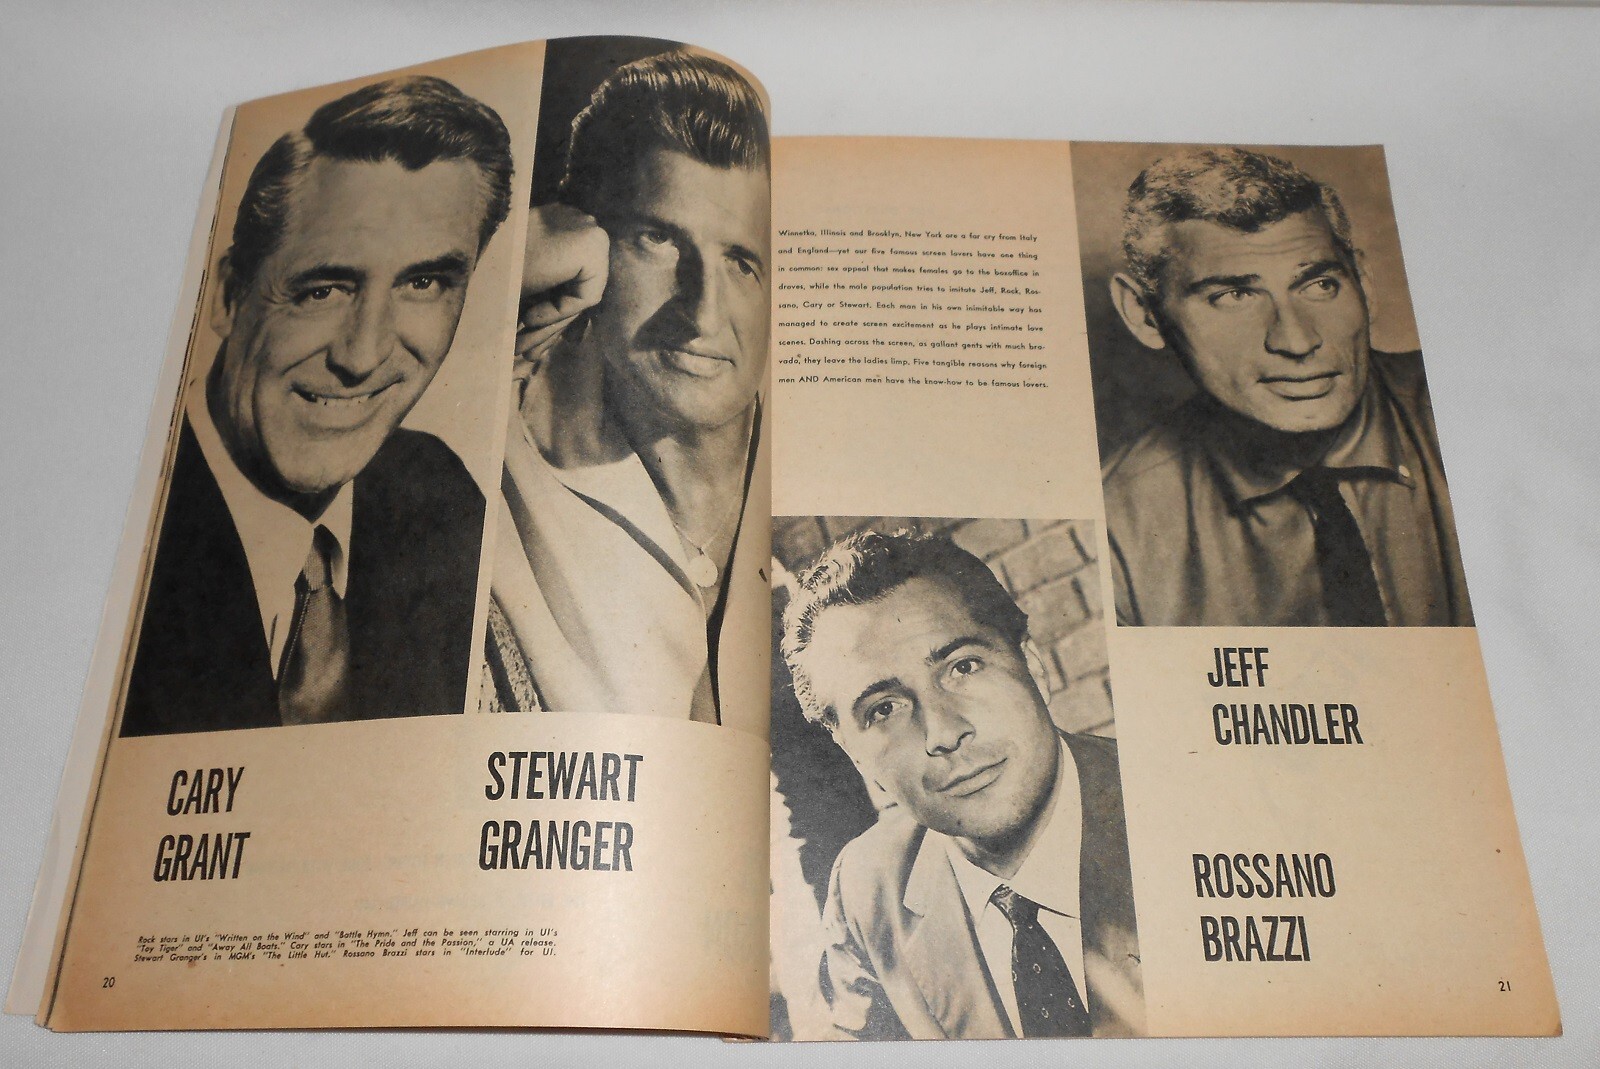 CARY
GRANT
STEWART
GRANGER
Rock stars in UI's "Written on the Wind" and "Battle Hymn." Jeff can be seen starring in UI's
"Toy Tiger" and "Away All Boats." Cary stars in "The Pride and the Passion," a UA release.
Stewart Granger's in MGM's "The Little Hut." Rossano Brazzi stars in "Interlude" for UI.
20
Winnetka, Illinois and Brooklyn, New York are a far cry from Italy
and England—yet our five famous screen lovers have one thing
in common: sex appeal that makes females go to the boxoffice in
droves, while the male population tries to imitate Jeff, Rock, Ros-
sano, Cary or Stewart. Each man in his own inimitable way has
managed to create screen excitement as he plays intimate love
scenes. Dashing across the screen, as gallant gents with much bra-
vado, they leave the ladies limp. Five tangible reasons why foreign
men AND American men have the know-how to be famous lovers.
JEFF
CHANDLER
ROSSANO
BRAZZI
21